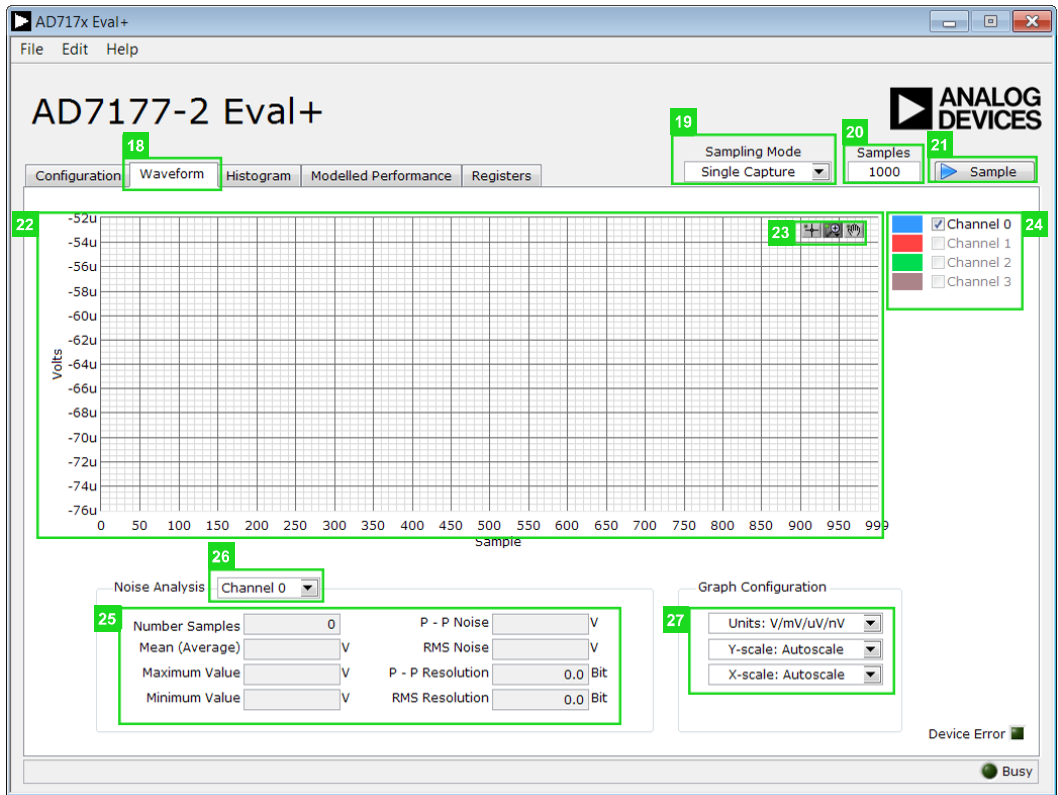 AD717x Eval+
File Edit Help
AD7177-2 Eval+
ANALOG
DEVICES
18
19
20
21
Sampling Mode
Samples
Configuration Waveform Histogram Modelled Performance Registers
Single Capture
1000
Sample
22
23
24
-52u
-54u
-56u
-58u
-60u
-62u
-64u
-66u
-68u
-70u
-72u
-74u
-76u
Volts
0 50 100 150 200 250 300 350 400 450 500 550 600 650 700 750 800 850 900 950 999
Sample
Channel 0
Channel 1
Channel 2
Channel 3
26
Noise Analysis Channel 0
25
Number Samples 0
Mean (Average) V
Maximum Value V
Minimum Value V
P - P Noise V
RMS Noise V
P - P Resolution 0.0 Bit
RMS Resolution 0.0 Bit
Graph Configuration
27
Units: V/mV/uV/nV
Y-scale: Autoscale
X-scale: Autoscale
Device Error
Busy